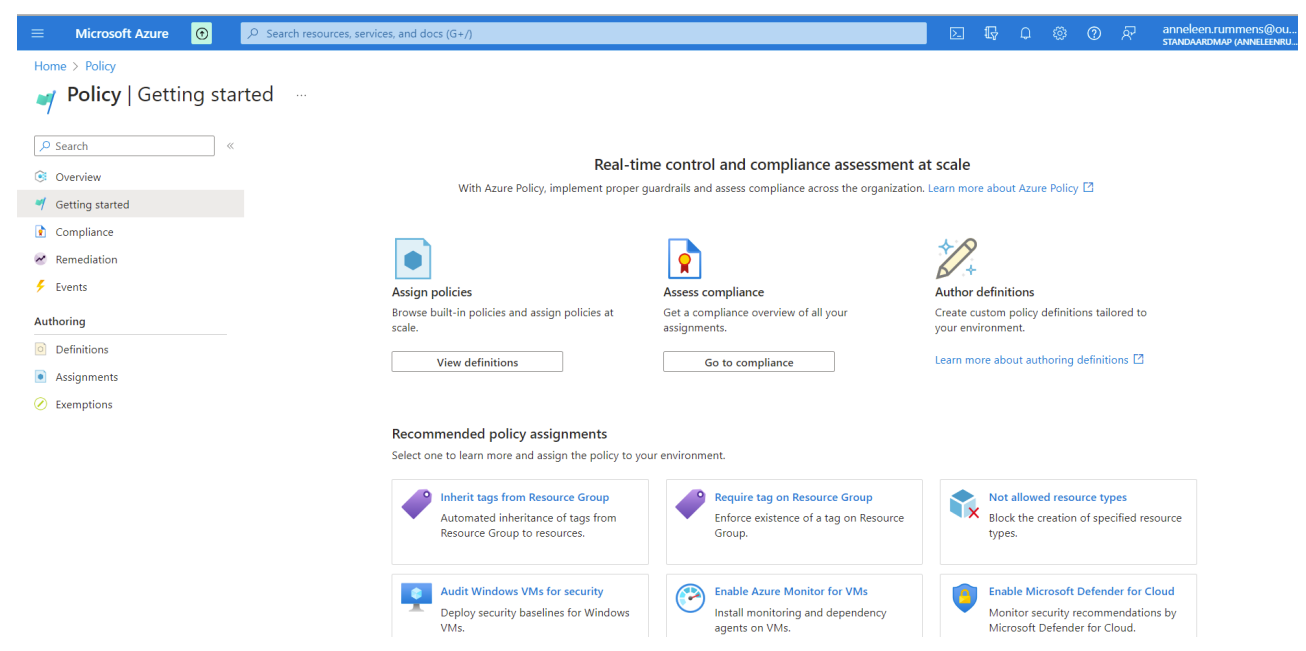 Microsoft Azure
Search resources, services, and docs (G+/)
anneleen.rummens@ou...
STANDAARDMAP (ANNELEENRU...
Home > Policy
Policy | Getting started ...
Search
Overview
Getting started
Compliance
Remediation
Events
Authoring
Definitions
Assignments
Exemptions
Real-time control and compliance assessment at scale
With Azure Policy, implement proper guardrails and assess compliance across the organization. Learn more about Azure Policy
Assign policies
Browse built-in policies and assign policies at
scale.
View definitions
Assess compliance
Get a compliance overview of all your
assignments.
Go to compliance
Author definitions
Create custom policy definitions tailored to
your environment.
Learn more about authoring definitions
Recommended policy assignments
Select one to learn more and assign the policy to your environment.
Inherit tags from Resource Group
Automated inheritance of tags from
Resource Group to resources.
Require tag on Resource Group
Enforce existence of a tag on Resource
Group.
Not allowed resource types
Block the creation of specified resource
types.
Audit Windows VMs for security
Deploy security baselines for Windows
VMs.
Enable Azure Monitor for VMs
Install monitoring and dependency
agents on VMs.
Enable Microsoft Defender for Cloud
Monitor security recommendations by
Microsoft Defender for Cloud.